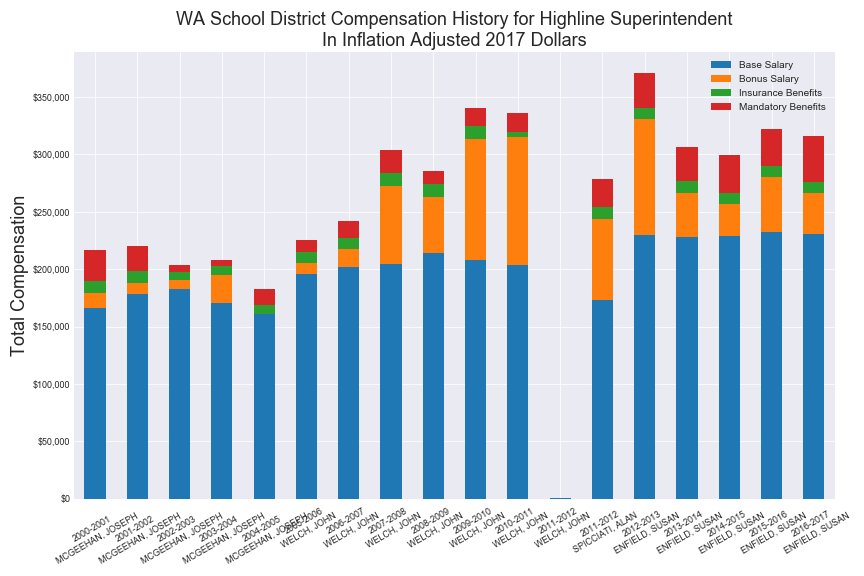 WA School District Compensation History for Highline Superintendent
In Inflation Adjusted 2017 Dollars
Base Salary
Bonus Salary
Insurance Benefits
Mandatory Benefits
Total Compensation
$350,000
$300,000
$250,000
$200,000
$150,000
$100,000
$50,000
$0
2000-2001
MCGEEHAN, JOSEPH
2001-2002
MCGEEHAN, JOSEPH
2002-2003
MCGEEHAN, JOSEPH
2003-2004
MCGEEHAN, JOSEPH
2004-2005
MCGEEHAN, JOSEPH
2005-2006
WELCH, JOHN
2006-2007
WELCH, JOHN
2007-2008
WELCH, JOHN
2008-2009
WELCH, JOHN
2009-2010
WELCH, JOHN
2010-2011
WELCH, JOHN
2011-2012
WELCH, JOHN
2011-2012
SPICCIATI, ALAN
2012-2013
ENFIELD, SUSAN
2013-2014
ENFIELD, SUSAN
2014-2015
ENFIELD, SUSAN
2015-2016
ENFIELD, SUSAN
2016-2017
ENFIELD, SUSAN